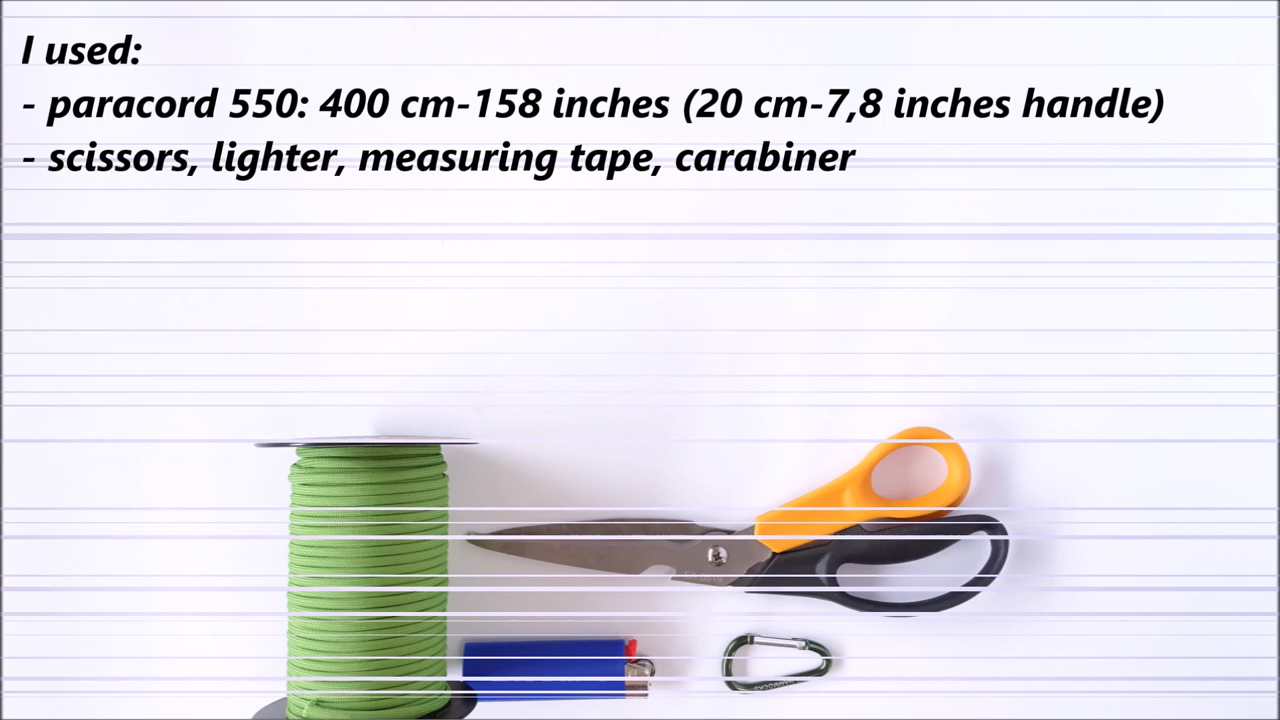 I used:
- paracord 550: 400 cm-158 inches (20 cm-7,8 inches handle)
- scissors, lighter, measuring tape, carabiner